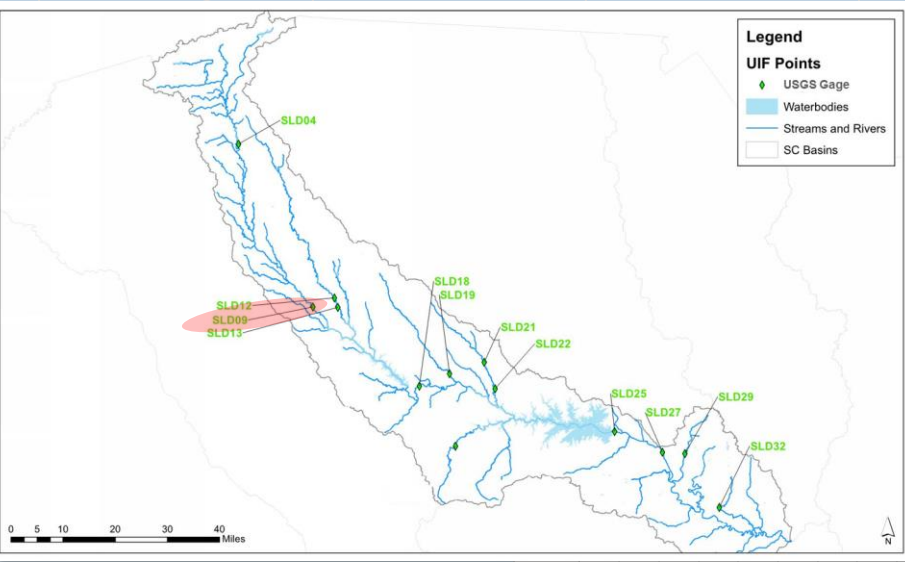 Legend
UIF Points
USGS Gage
Waterbodies
Streams and Rivers
SC Basins
SLD04
SLD18
SLD19
SLD12
SLD09
SLD13
SLD21
SLD22
SLD25
SLD27
SLD29
SLD32
0 5 10 20 30 40
Miles
N